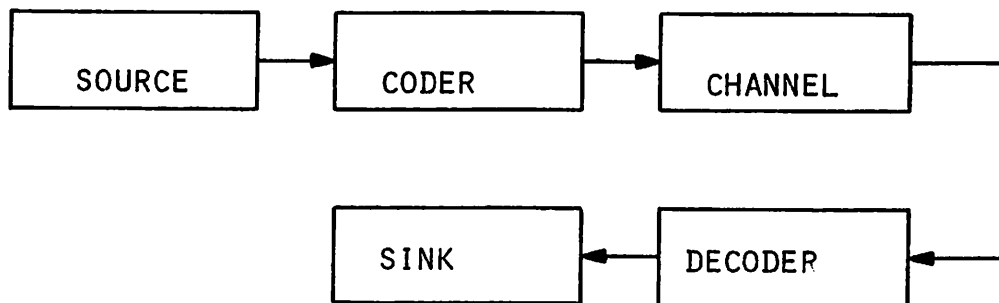 SOURCE
CODER
CHANNEL
SINK
DECODER